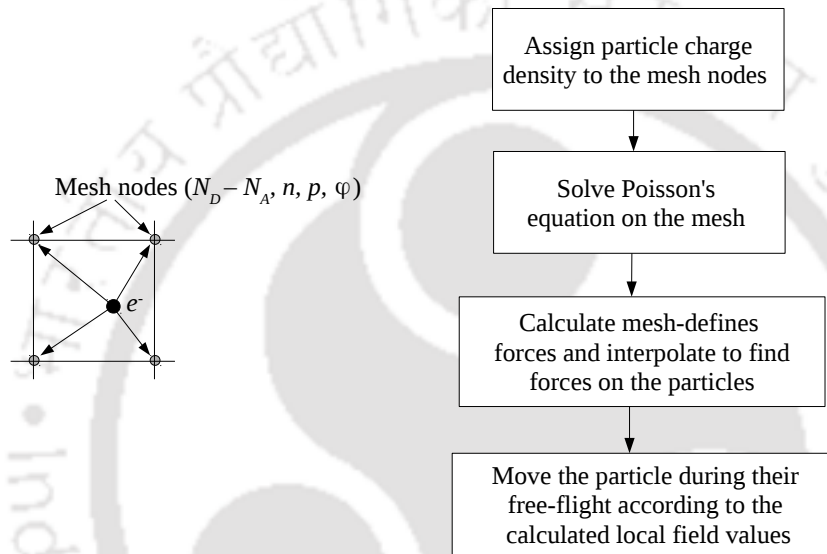 Assign particle charge
density to the mesh nodes
Mesh nodes (N_D – N_A, n, p, φ)
e-
Solve Poisson's
equation on the mesh
Calculate mesh-defines
forces and interpolate to find
forces on the particles
Move the particle during their
free-flight according to the
calculated local field values
Ind